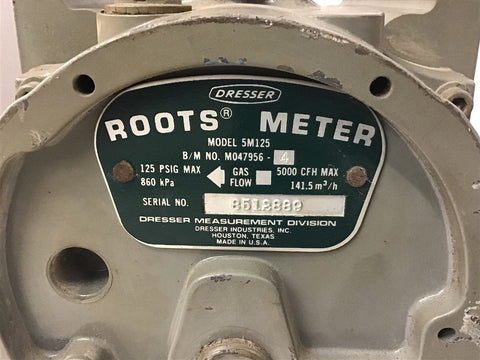 DRESSER
ROOTS® METER
MODEL 5M125
B/M NO. M047956 - 4
125 PSIG MAX GAS 5000 CFH MAX
860 kPa FLOW 141.5 m³/h
SERIAL NO. 8512889
DRESSER MEASUREMENT DIVISION
DRESSER INDUSTRIES, INC.
HOUSTON, TEXAS
MADE IN U.S.A.